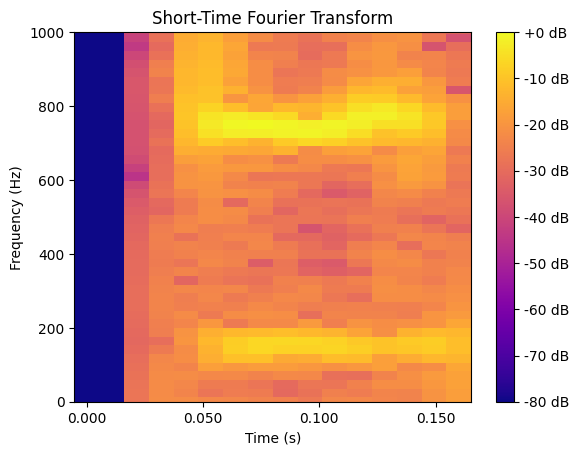 Short-Time Fourier Transform
Frequency (Hz)
1000
800
600
400
200
0
0.000
0.050
0.100
0.150
Time (s)
+0 dB
-10 dB
-20 dB
-30 dB
-40 dB
-50 dB
-60 dB
-70 dB
-80 dB